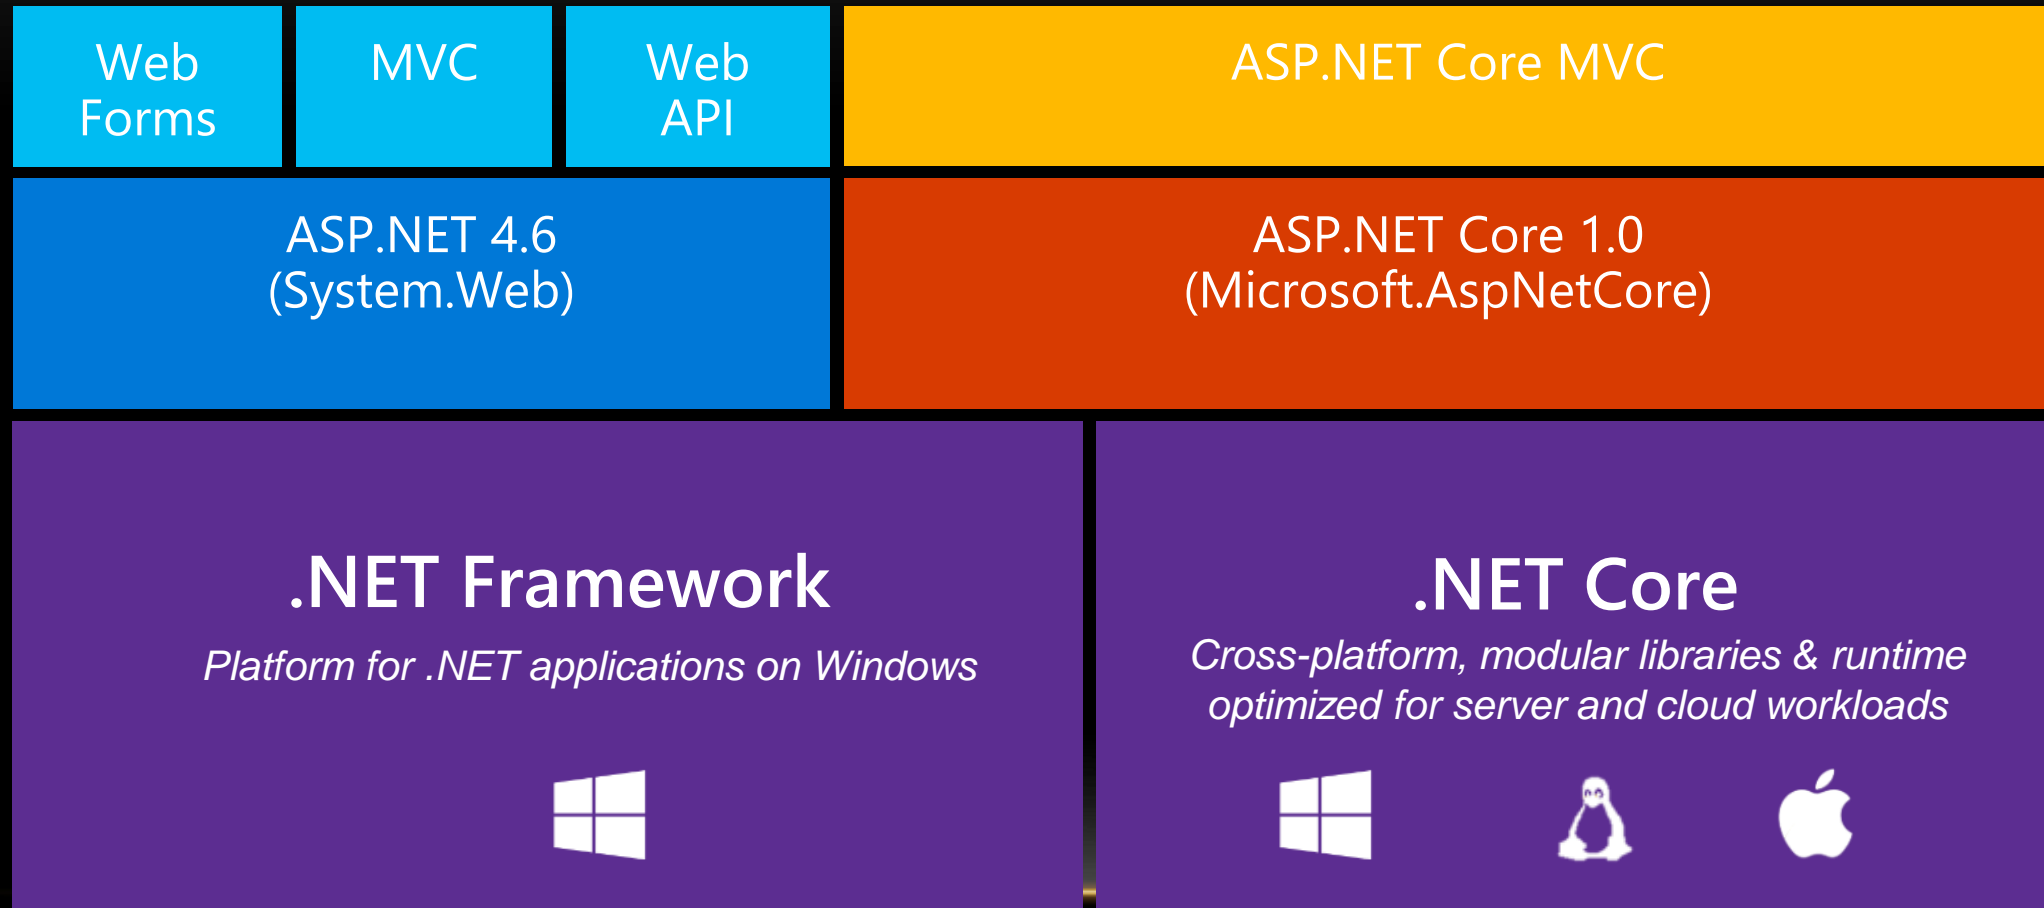 Web
Forms
MVC
Web
API
ASP.NET Core MVC
ASP.NET 4.6
(System.Web)
ASP.NET Core 1.0
(Microsoft.AspNetCore)
.NET Framework
Platform for .NET applications on Windows
.NET Core
Cross-platform, modular libraries & runtime
optimized for server and cloud workloads